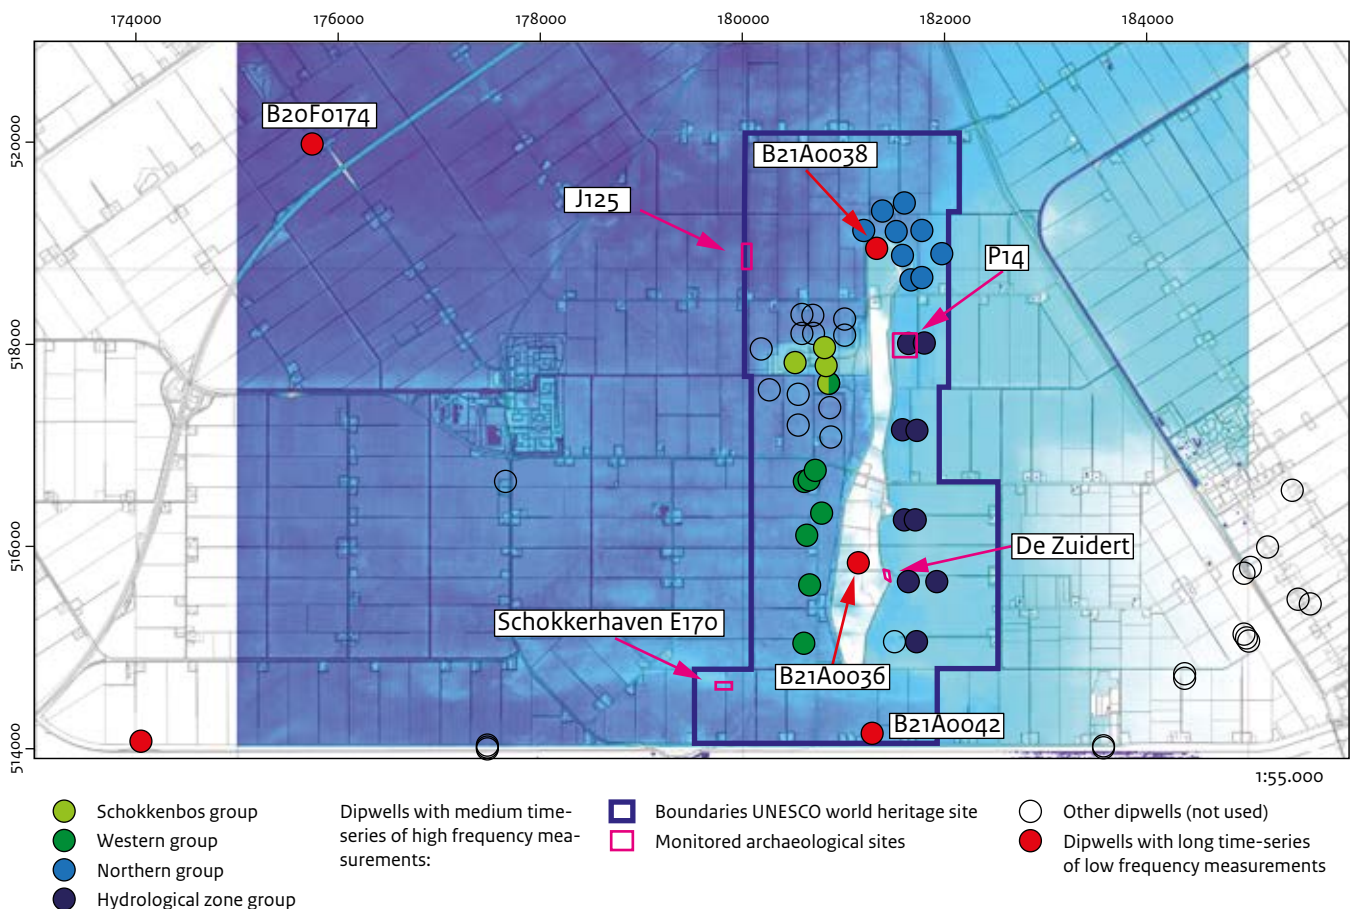 174000
176000
178000
180000
182000
184000
520000
518000
516000
514000
B20F0174
B21A0038
J125
P14
De Zuidert
Schokkerhaven E170
B21A0036
B21A0042
1:55.000
Schokkenbos group
Western group
Northern group
Hydrological zone group
Dipwells with medium time-
series of high frequency mea-
surements:
Boundaries UNESCO world heritage site
Monitored archaeological sites
Other dipwells (not used)
Dipwells with long time-series
of low frequency measurements